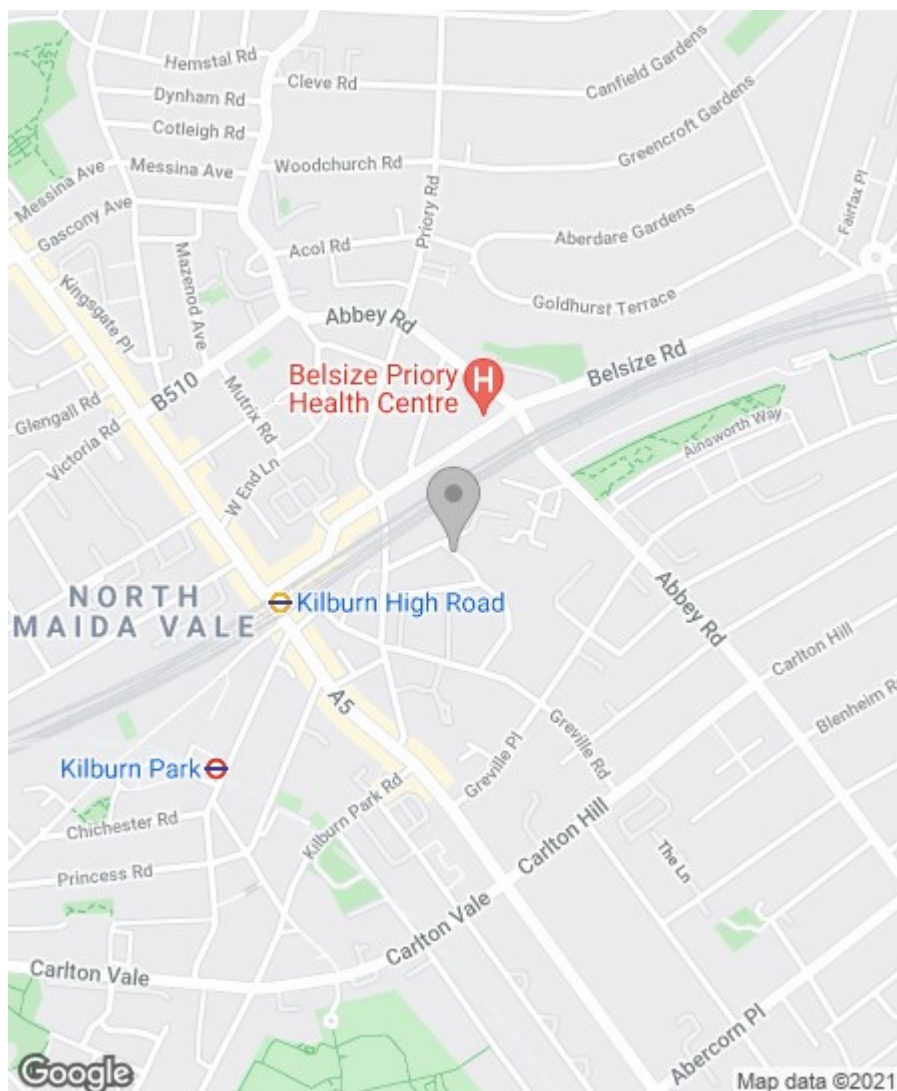 Hemstal Rd
Cleve Rd
Canfield Gardens
Dynham Rd
Cotleigh Rd
Greencroft Gardens
Messina Ave
Messina Ave
Woodchurch Rd
Gascony Ave
Priory Rd
Fairfax Pl
Mazenod Ave
Acol Rd
Aberdare Gardens
Kingsgate Pl
Goldhurst Terrace
Abbey Rd
Belsize Rd
Belsize Priory
Health Centre
H
B510
Glengall Rd
Mutrix Rd
Victoria Rd
Ainsworth Way
W End Ln
NORTH
MAIDA VALE
Kilburn High Road
Abbey Rd
Carlton Hill
A5
Blenheim R
Greville Pl
Greville Rd
Kilburn Park
Kilburn Park Rd
Chichester Rd
Carlton Hill
The Ln
Princess Rd
Carlton Vale
Carlton Vale
Abercorn Pl
Google
Map data ©2021